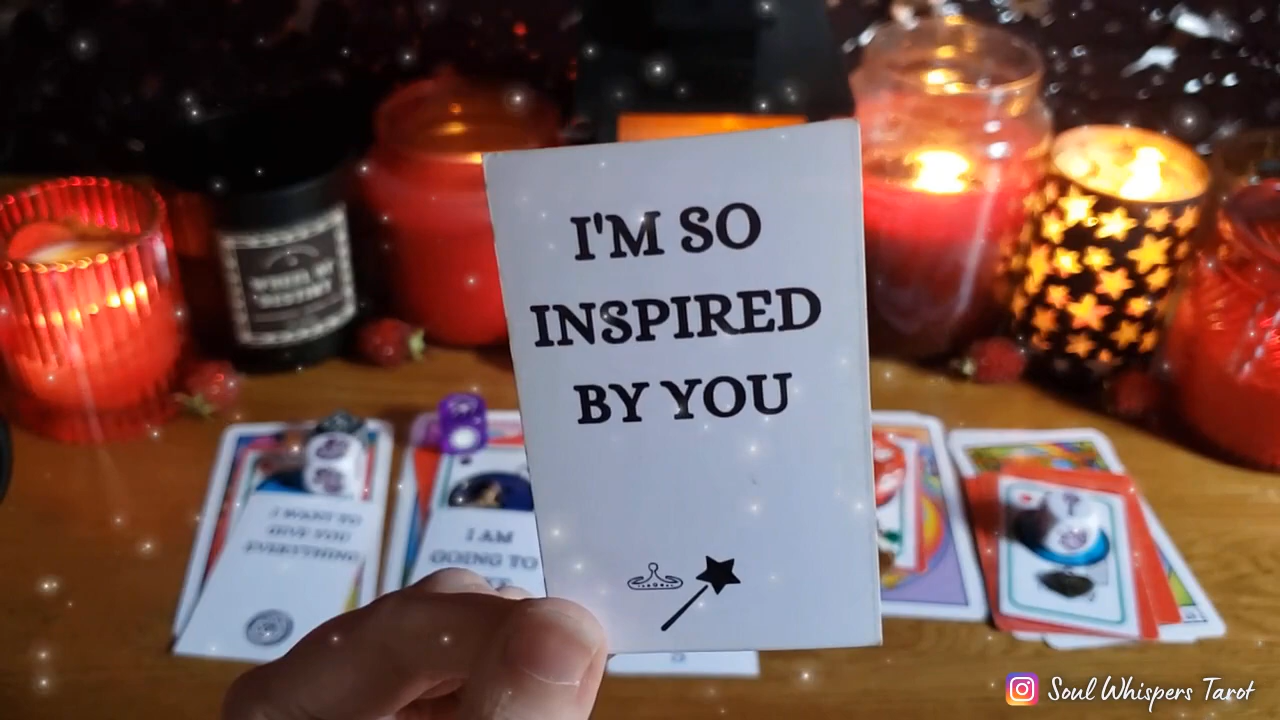 I'M SO
INSPIRED
BY YOU
I WANT TO
GIVE YOU
EVERYTHING
I AM
GOING TO
Soul Whispers Tarot